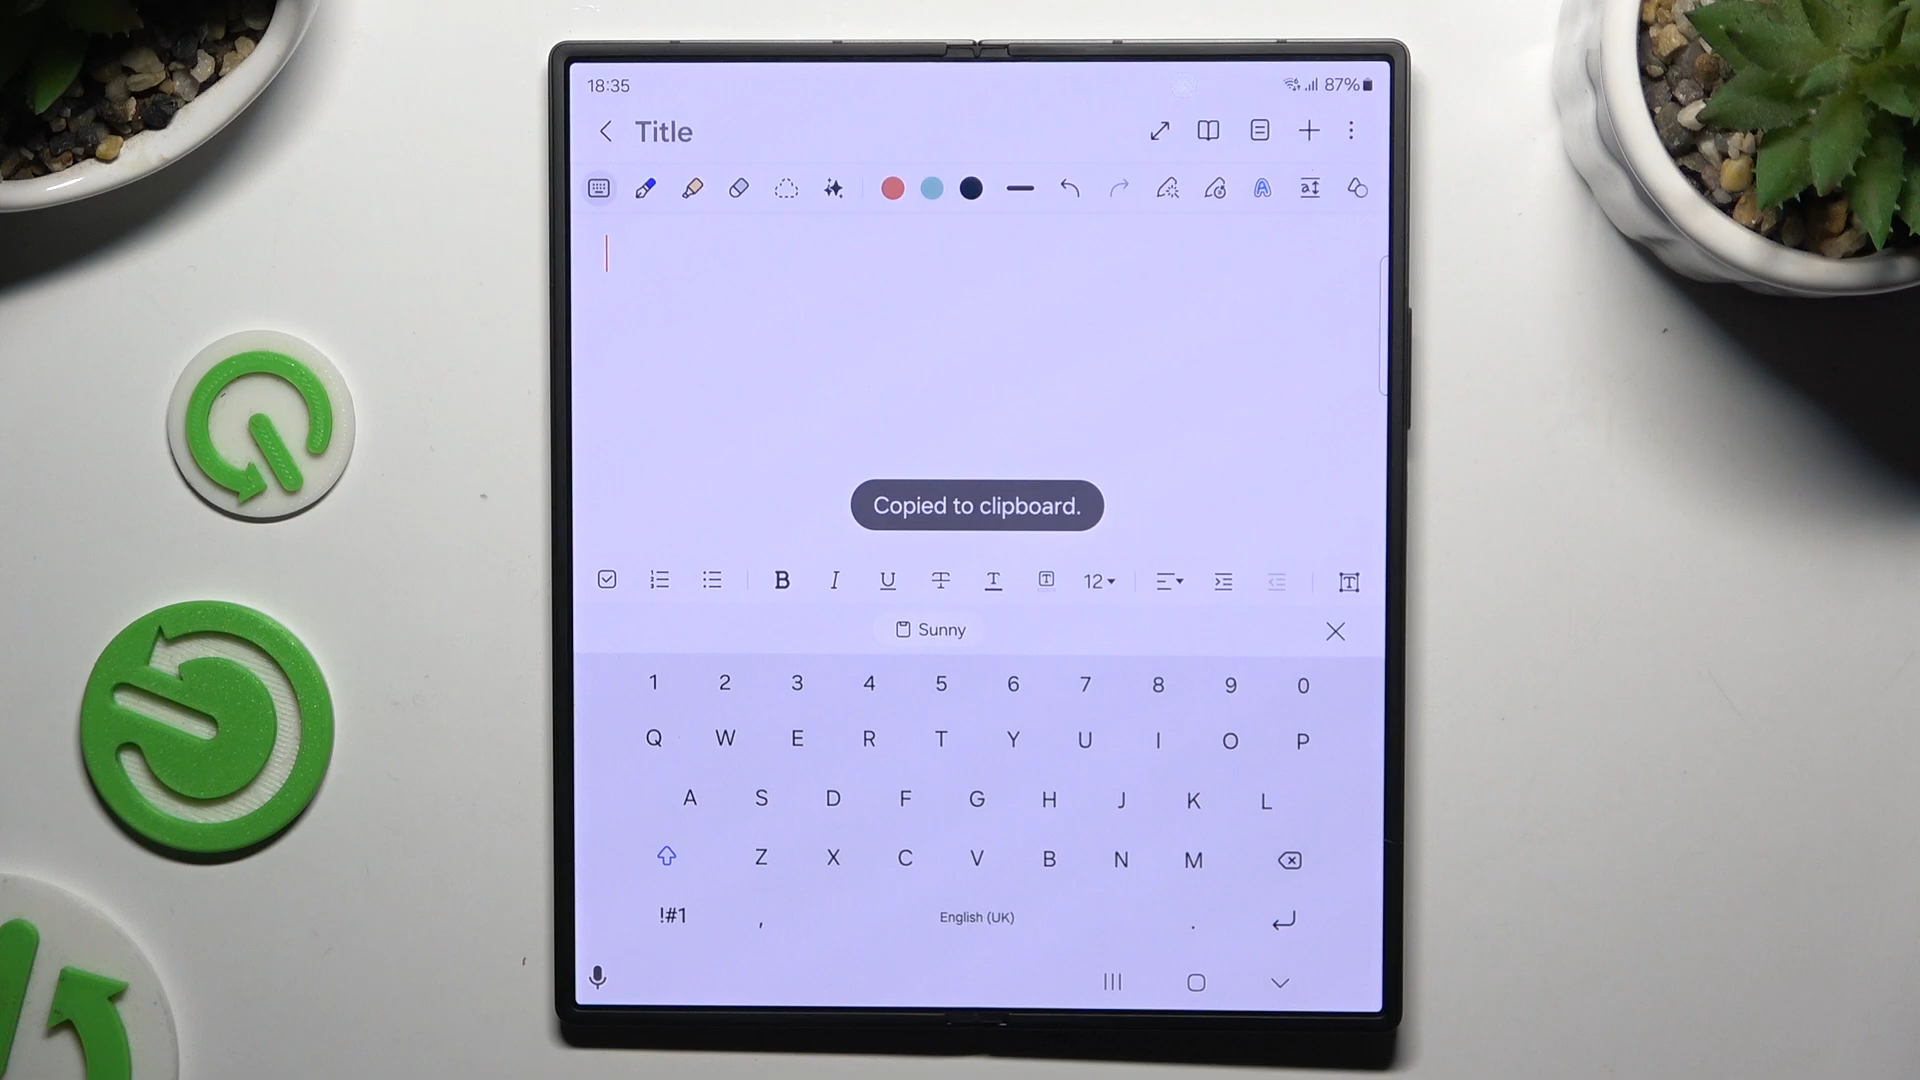 18:35 87%
Title
Copied to clipboard.
B I U T T T 12 T
Sunny
1 2 3 4 5 6 7 8 9 0
Q W E R T Y U I O P
A S D F G H J K L
Z X C V B N M
!#1 , English (UK) .